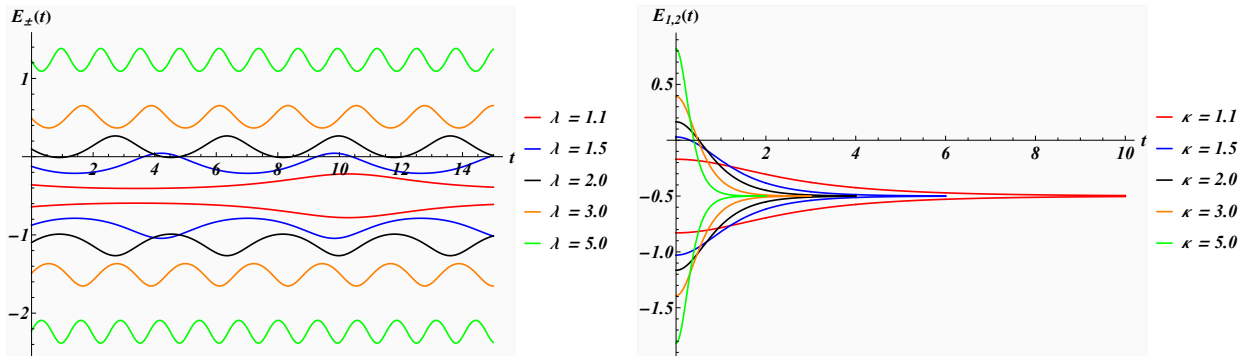 E±(t)
1
2 4 6 8 10 12 14 t
-1
-2
λ = 1.1
λ = 1.5
λ = 2.0
λ = 3.0
λ = 5.0
E1,2(t)
0.5
2 4 6 8 10 t
-0.5
-1.0
-1.5
κ = 1.1
κ = 1.5
κ = 2.0
κ = 3.0
κ = 5.0